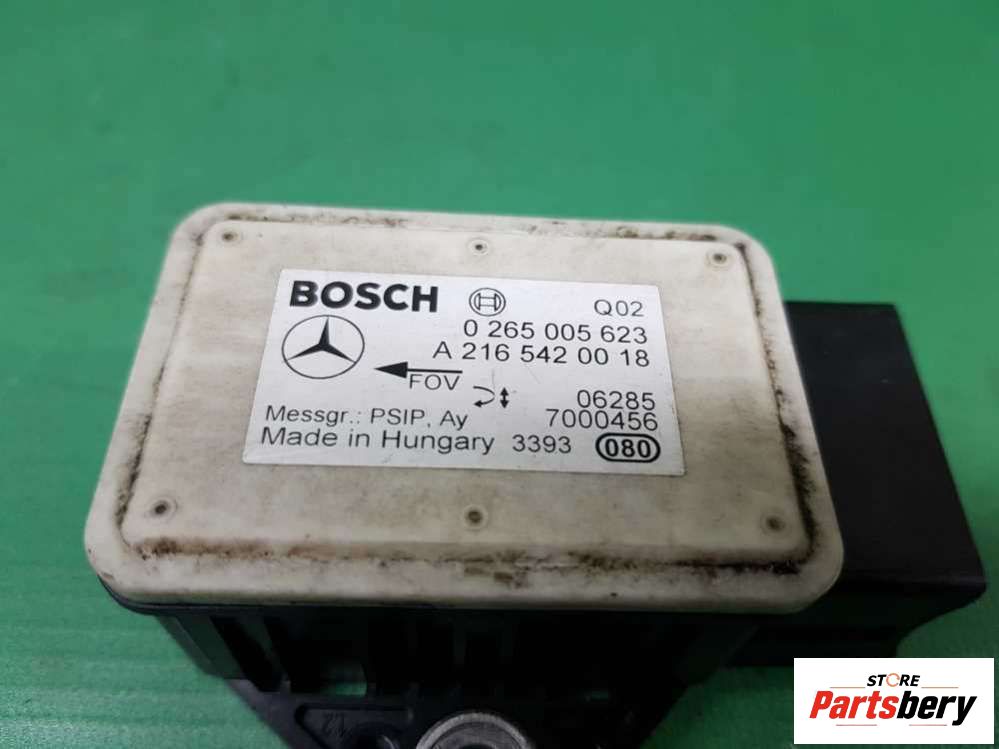 BOSCH
Q02
0 265 005 623
A 216 542 00 18
FOV
06285
Messgr.: PSIP, Ay
7000456
Made in Hungary 3393 080
STORE
Partsbery